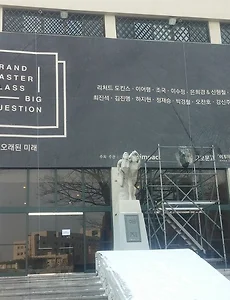 GRAND
MASTER
CLASS
BIG
QUESTION
리처드 도킨스 · 이어령 · 조국 · 이수정 · 은희경 & 신형철 ·
최진석 · 김진명 · 하지현 · 정재승 · 박경철 · 오찬호 · 강신주
오래된 미래